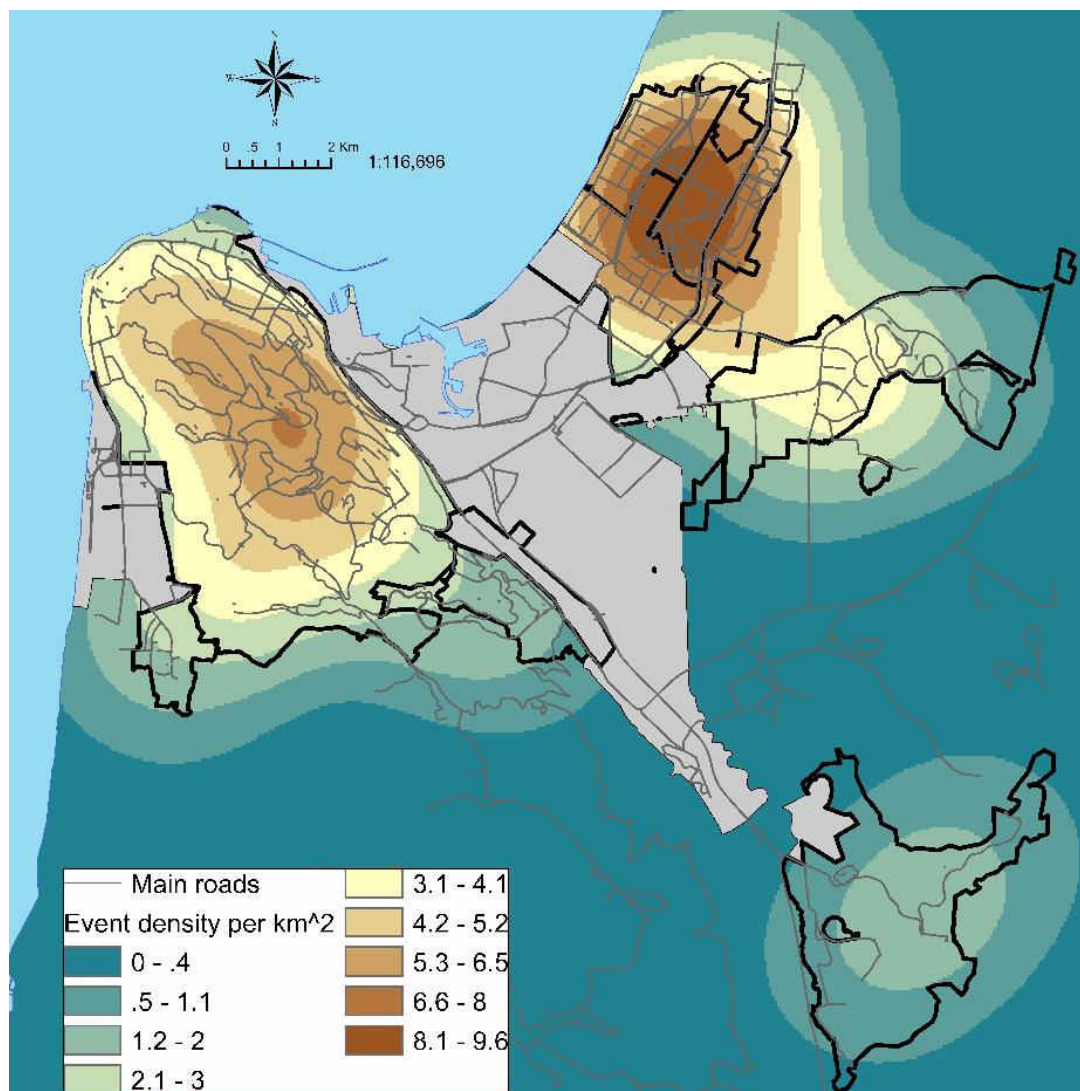 N
W E
S
0 .5 1 2 Km
1:116,696
Main roads
Event density per km^2
0 - .4
.5 - 1.1
1.2 - 2
2.1 - 3
3.1 - 4.1
4.2 - 5.2
5.3 - 6.5
6.6 - 8
8.1 - 9.6